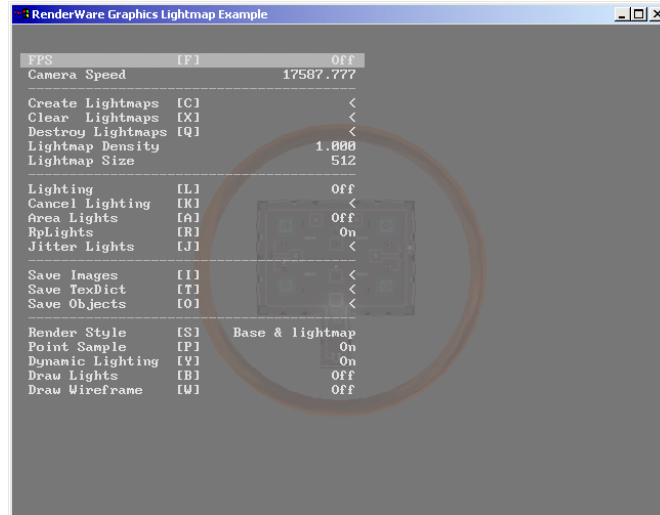 RenderWare Graphics Lightmap Example
FPS [F] Off
Camera Speed 17587.777
Create Lightmaps [C] <
Clear Lightmaps [X] <
Destroy Lightmaps [Q] <
Lightmap Density 1.000
Lightmap Size 512
Lighting [L] Off
Cancel Lighting [K] <
Area Lights [A] Off
RpLights [R] On
Jitter Lights [J] <
Save Images [I] <
Save TexDict [T] <
Save Objects [O] <
Render Style [S] Base & lightmap
Point Sample [P] On
Dynamic Lighting [Y] On
Draw Lights [B] Off
Draw Wireframe [W] Off